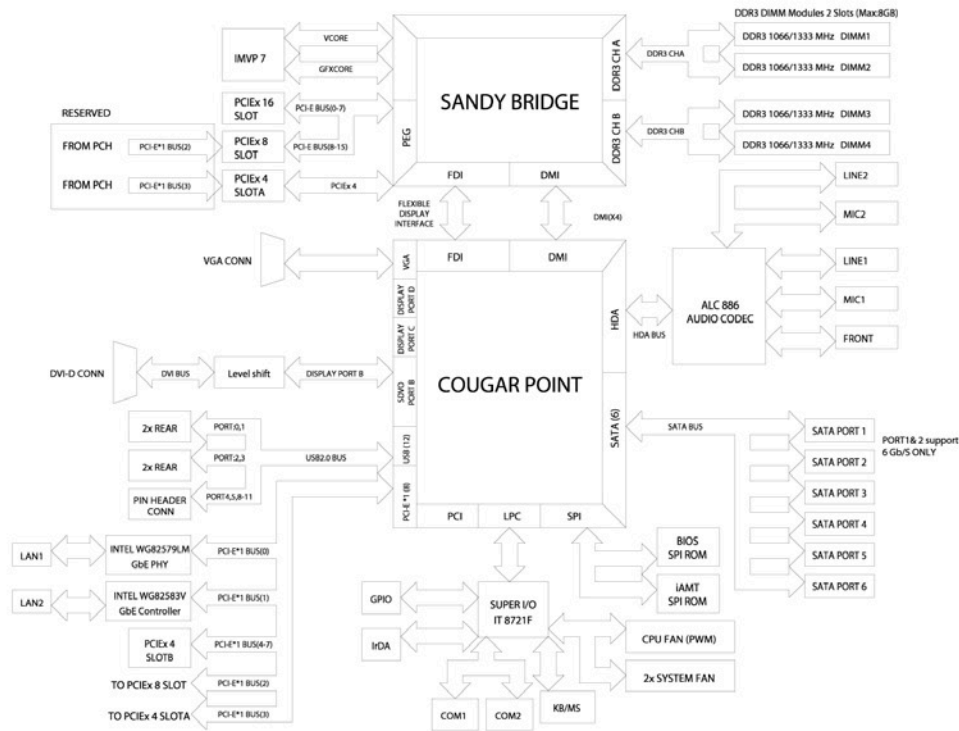 DDR3 DIMM Modules 2 Slots (Max:8GB)
IMVP 7
VCORE
GFXCORE
SANDY BRIDGE
DDR3 CH A
DDR3 CHA
DDR3 1066/1333 MHz DIMM1
DDR3 1066/1333 MHz DIMM2
DDR3 CH B
DDR3 CHB
DDR3 1066/1333 MHz DIMM3
DDR3 1066/1333 MHz DIMM4
RESERVED
PCIEx 16
SLOT
PCI-E BUS(0-7)
PEG
FROM PCH
PCI-E*1 BUS(2)
PCIEx 8
SLOT
PCI-E BUS(8-15)
FROM PCH
PCI-E*1 BUS(3)
PCIEx 4
SLOTA
PCIEx 4
FDI
DMI
FLEXIBLE
DISPLAY
INTERFACE
DMI(X4)
LINE2
MIC2
LINE1
MIC1
FRONT
ALC 886
AUDIO CODEC
HDA BUS
HDA
VGA CONN
VGA
FDI
DMI
DISPLAY
PORT D
DISPLAY
PORT C
COUGAR POINT
DVI-D CONN
DVI BUS
Level shift
DISPLAY PORT B
SDVO
PORT B
SATA (6)
SATA BUS
SATA PORT 1
SATA PORT 2
SATA PORT 3
SATA PORT 4
SATA PORT 5
SATA PORT 6
PORT1& 2 support
6 Gb/S ONLY
2x REAR
PORT:0,1
2x REAR
PORT:2,3
USB2.0 BUS
USB (12)
PIN HEADER
CONN
PORT4,5,8-11
PCI-E *1 (8)
PCI
LPC
SPI
LAN1
INTEL WG82579LM
GbE PHY
PCI-E*1 BUS(0)
LAN2
INTEL WG82583V
GbE Controller
PCI-E*1 BUS(1)
PCIEx 4
SLOTB
PCI-E*1 BUS(4-7)
TO PCIEx 8 SLOT
PCI-E*1 BUS(2)
TO PCIEx 4 SLOTA
PCI-E*1 BUS(3)
BIOS
SPI ROM
iAMT
SPI ROM
GPIO
IrDA
SUPER I/O
IT 8721F
CPU FAN (PWM)
2x SYSTEM FAN
COM1
COM2
KB/MS